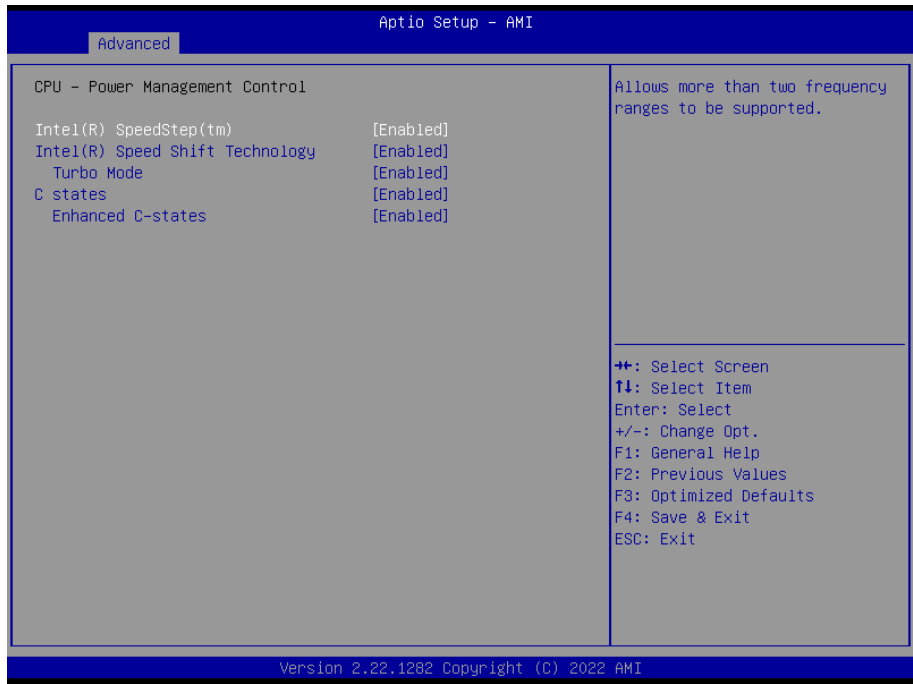 Aptio Setup – AMI
Advanced
CPU – Power Management Control
Intel(R) SpeedStep(tm) [Enabled]
Intel(R) Speed Shift Technology [Enabled]
Turbo Mode [Enabled]
C states [Enabled]
Enhanced C-states [Enabled]
Allows more than two frequency
ranges to be supported.
→←: Select Screen
↑↓: Select Item
Enter: Select
+/-: Change Opt.
F1: General Help
F2: Previous Values
F3: Optimized Defaults
F4: Save & Exit
ESC: Exit
Version 2.22.1282 Copyright (C) 2022 AMI